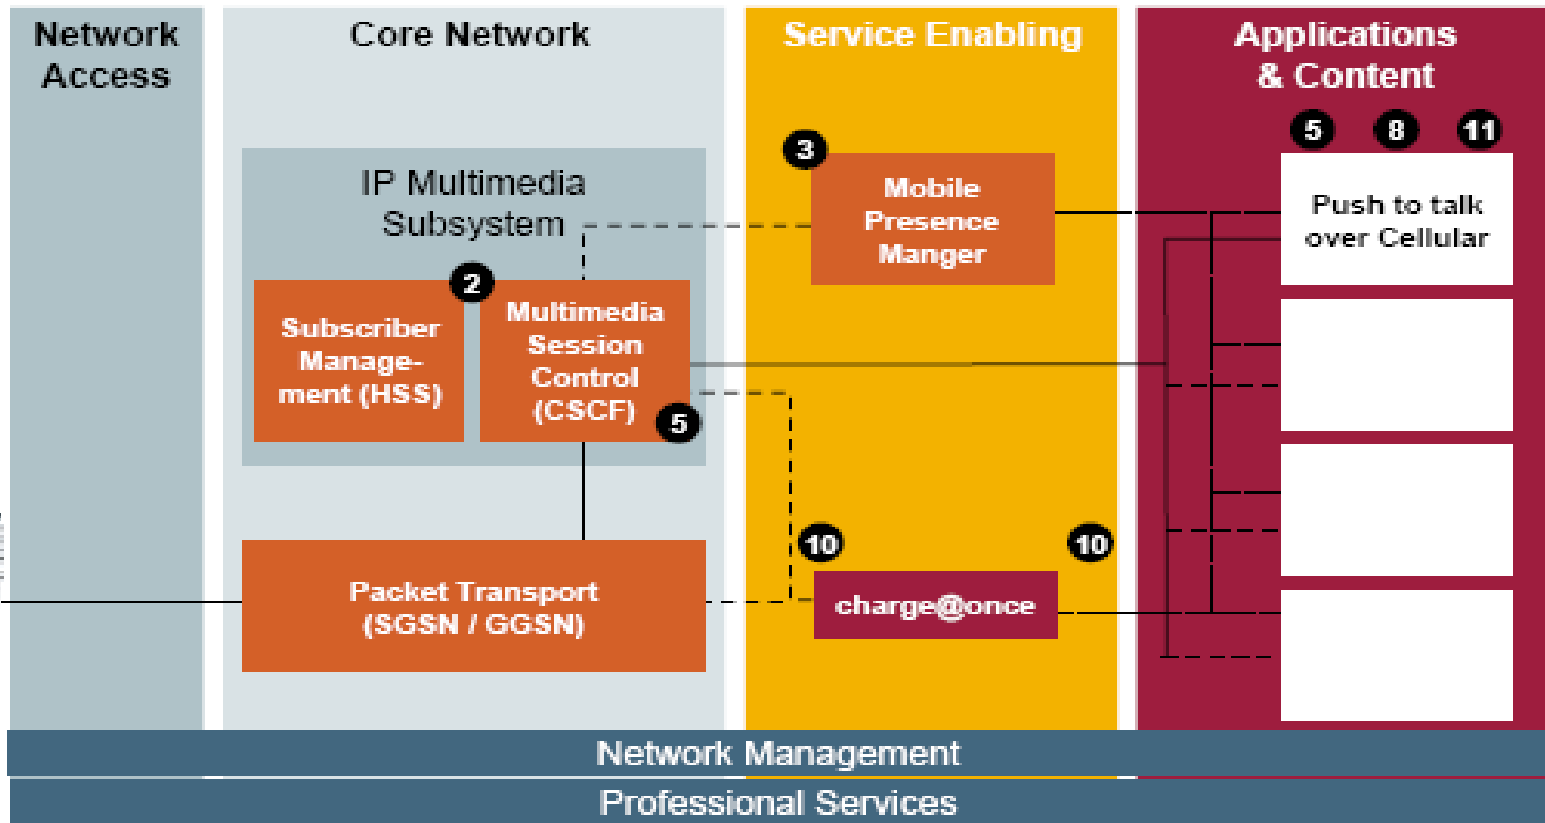 Network
Access
Core Network
Service Enabling
Applications
& Content
5 8 11
3
Mobile
Presence
Manger
Push to talk
over Cellular
IP Multimedia
Subsystem
2
Subscriber
Manage-
ment (HSS)
Multimedia
Session
Control
(CSCF)
5
10
10
Packet Transport
(SGSN / GGSN)
charge@once
Network Management
Professional Services